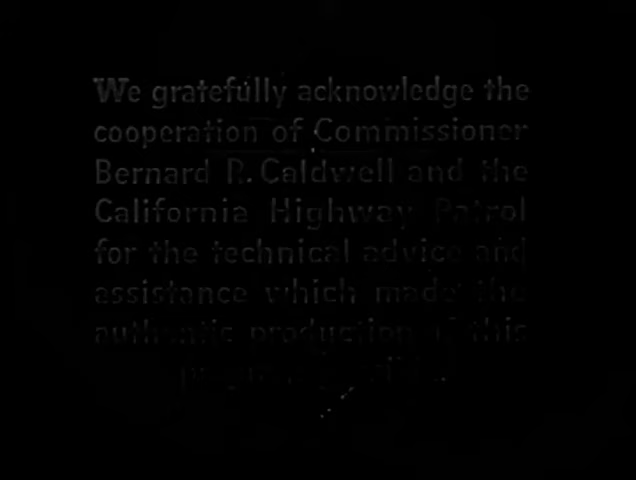 We gratefully acknowledge the
cooperation of Commissioner
Bernard R. Caldwell and the
California Highway Patrol
for the technical advice and
assistance which made the
authentic production of this